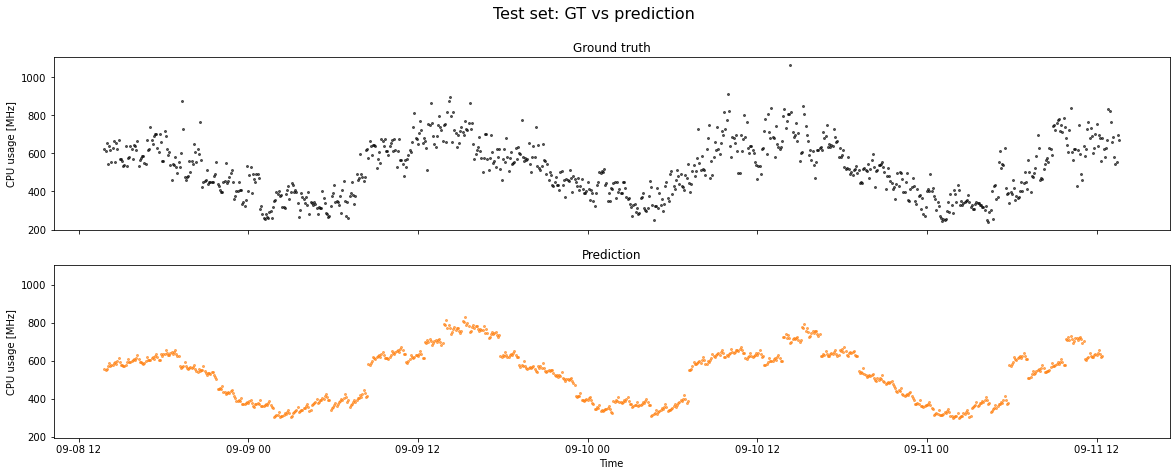 Test set: GT vs prediction
Ground truth
CPU usage [MHz]
1000
800
600
400
200
Prediction
CPU usage [MHz]
1000
800
600
400
200
09-08 12
09-09 00
09-09 12
09-10 00
09-10 12
09-11 00
09-11 12
Time